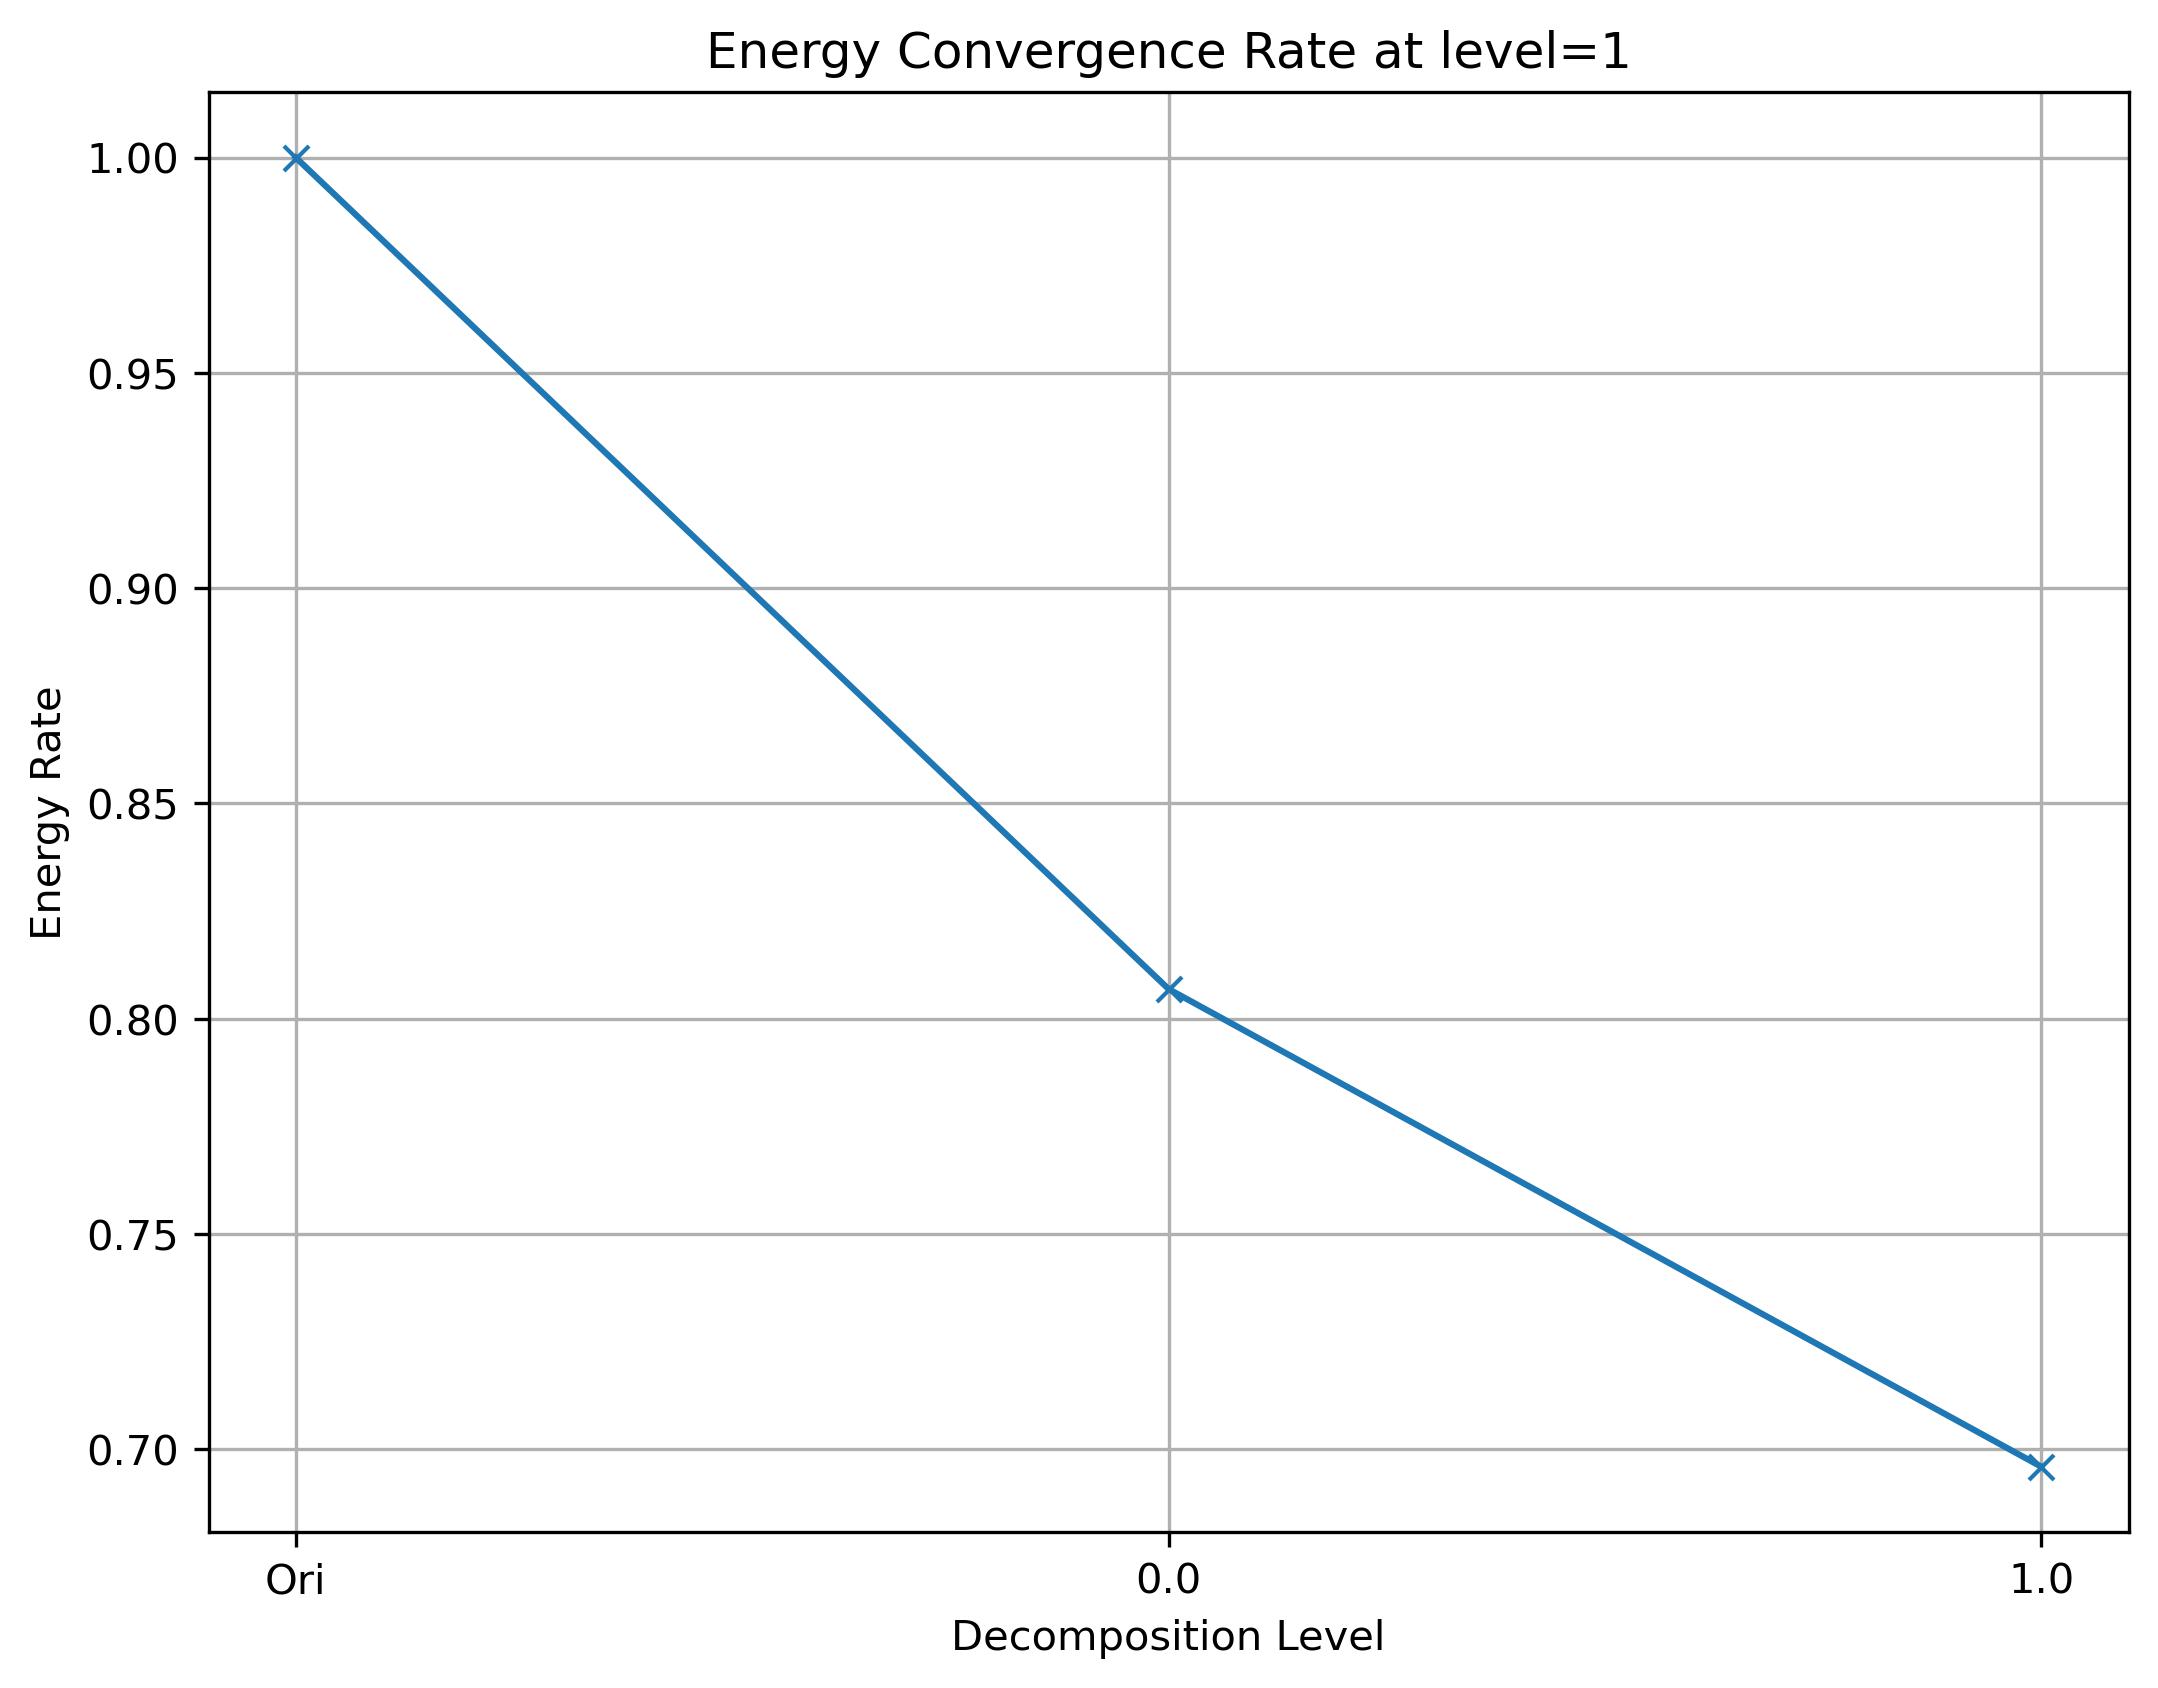 Energy Convergence Rate at level=1
1.00
0.95
0.90
0.85
0.80
0.75
0.70
Energy Rate
Ori 0.0 1.0
Decomposition Level